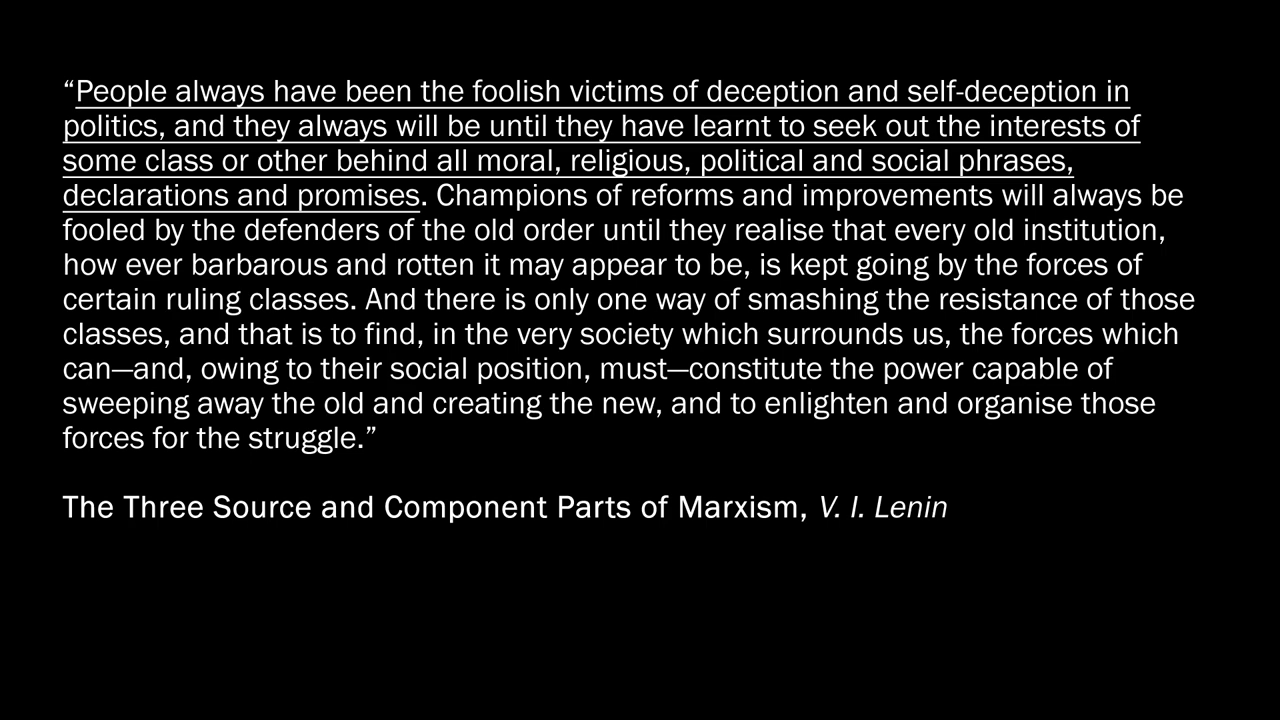 “People always have been the foolish victims of deception and self-deception in
politics, and they always will be until they have learnt to seek out the interests of
some class or other behind all moral, religious, political and social phrases,
declarations and promises. Champions of reforms and improvements will always be
fooled by the defenders of the old order until they realise that every old institution,
how ever barbarous and rotten it may appear to be, is kept going by the forces of
certain ruling classes. And there is only one way of smashing the resistance of those
classes, and that is to find, in the very society which surrounds us, the forces which
can—and, owing to their social position, must—constitute the power capable of
sweeping away the old and creating the new, and to enlighten and organise those
forces for the struggle.”
The Three Source and Component Parts of Marxism, V. I. Lenin